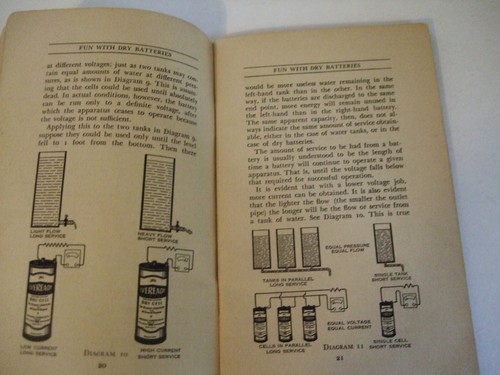 FUN WITH DRY BATTERIES
at different voltages; just as two tanks may con-
tain equal amounts of water at different pres-
sures, as is shown in Diagram 9. This is assum-
ing that the cells could be used until absolutely
dead. In actual conditions, however, the battery
can be run only to a definite voltage, after
which the apparatus ceases to operate because
the voltage is not sufficient.
Applying this to the two tanks in Diagram 9,
suppose they could be used only until the level
fell to 1 foot from the bottom. Then there
LIGHT FLOW
LONG SERVICE
HEAVY FLOW
SHORT SERVICE
EVEREADY
DRY CELL
LOW CURRENT
LONG SERVICE
HIGH CURRENT
SHORT SERVICE
DIAGRAM 10
20
FUN WITH DRY BATTERIES
would be more useless water remaining in the
left-hand tank than in the other. In the same
way, if the batteries are discharged to the same
end point, more energy will remain unused in
the left-hand than in the right-hand battery.
The same apparent capacity, then, does not al-
ways indicate the same amount of service obtain-
able, either in the case of water tanks, or in the
case of dry batteries.
The amount of service to be had from a bat-
tery is usually understood to be the length of
time a battery will continue to operate a given
apparatus. That is, until the voltage falls below
that required for successful operation.
It is evident that with a lower voltage job,
more current can be obtained. It is also evident
that the lighter the flow (the smaller the outlet
pipe) the longer will be the flow or service from
a tank of water. See Diagram 10. This is true
EQUAL PRESSURE
EQUAL FLOW
TANKS IN PARALLEL
LONG SERVICE
SINGLE TANK
SHORT SERVICE
EQUAL VOLTAGE
EQUAL CURRENT
CELLS IN PARALLEL
LONG SERVICE
DIAGRAM 11
SINGLE CELL
SHORT SERVICE
21